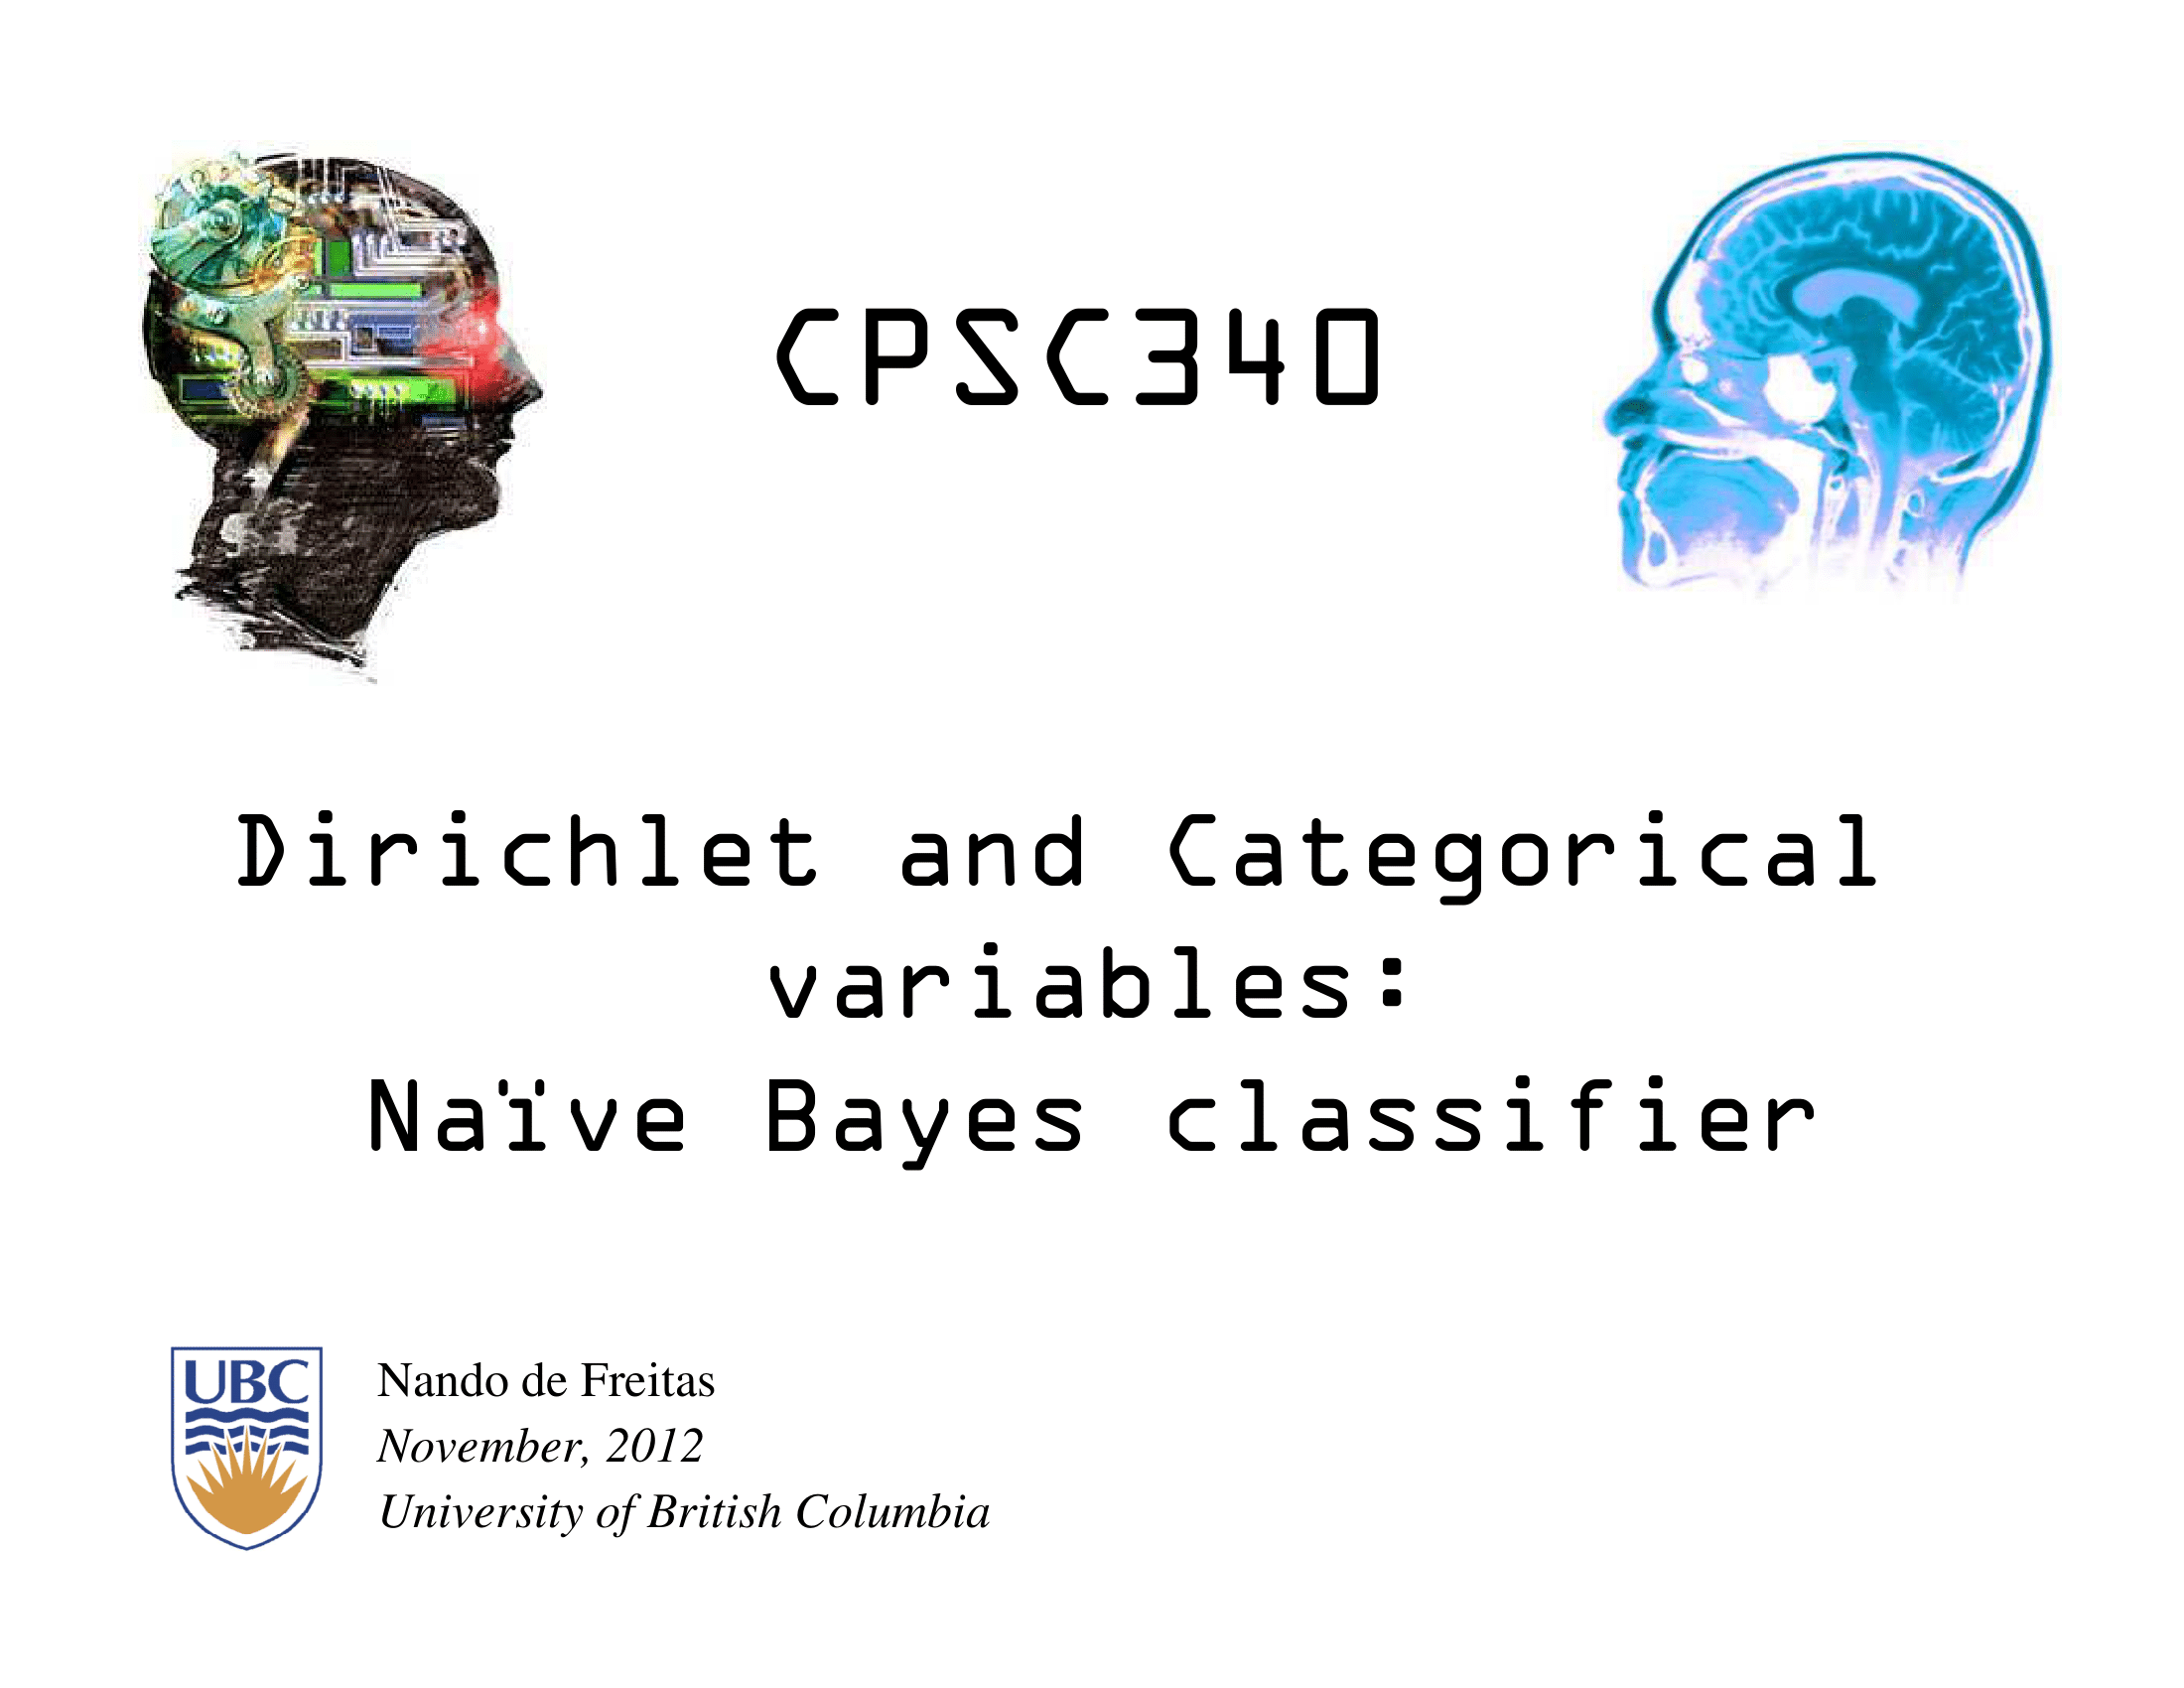 CPSC340
Dirichlet and Categorical
variables:
Naïve Bayes classifier
UBC
Nando de Freitas
November, 2012
University of British Columbia